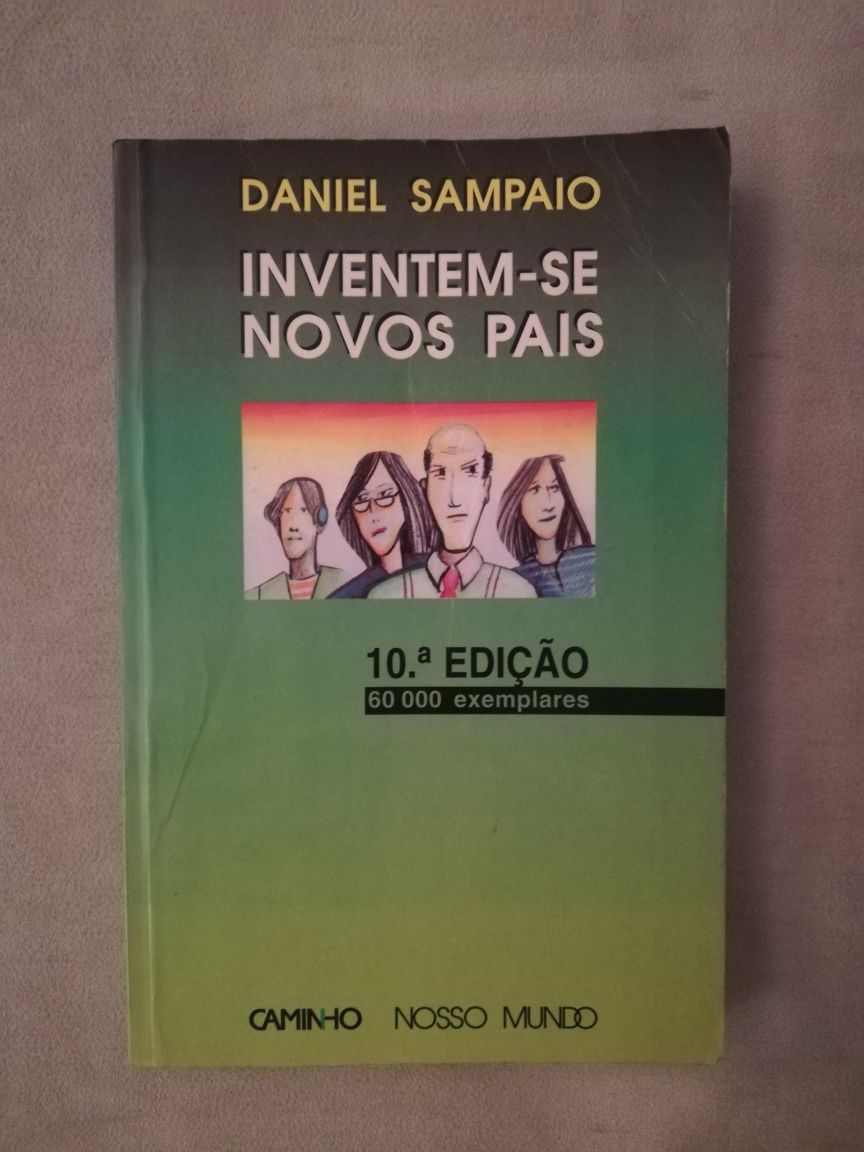 DANIEL SAMPAIO
INVENTEM-SE
NOVOS PAIS
10.ª EDIÇÃO
60 000 exemplares
CAMINHO NOSSO MUNDO